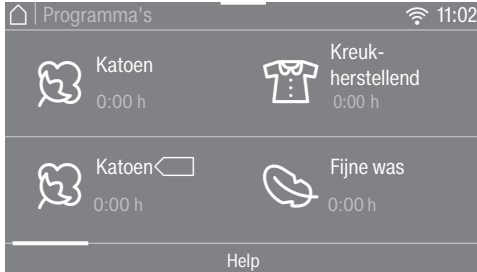 Programma's 11:02
Katoen
0:00 h
Kreuk-
herstellend
0:00 h
Katoen
0:00 h
Fijne was
0:00 h
Help